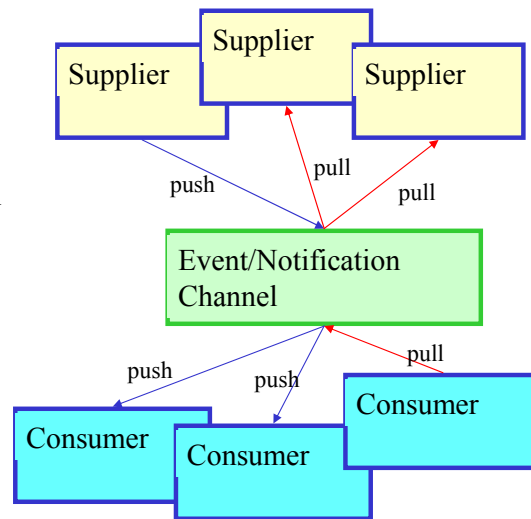 Supplier
Supplier
Supplier
push
pull
pull
Event/Notification
Channel
push
push
pull
Consumer
Consumer
Consumer